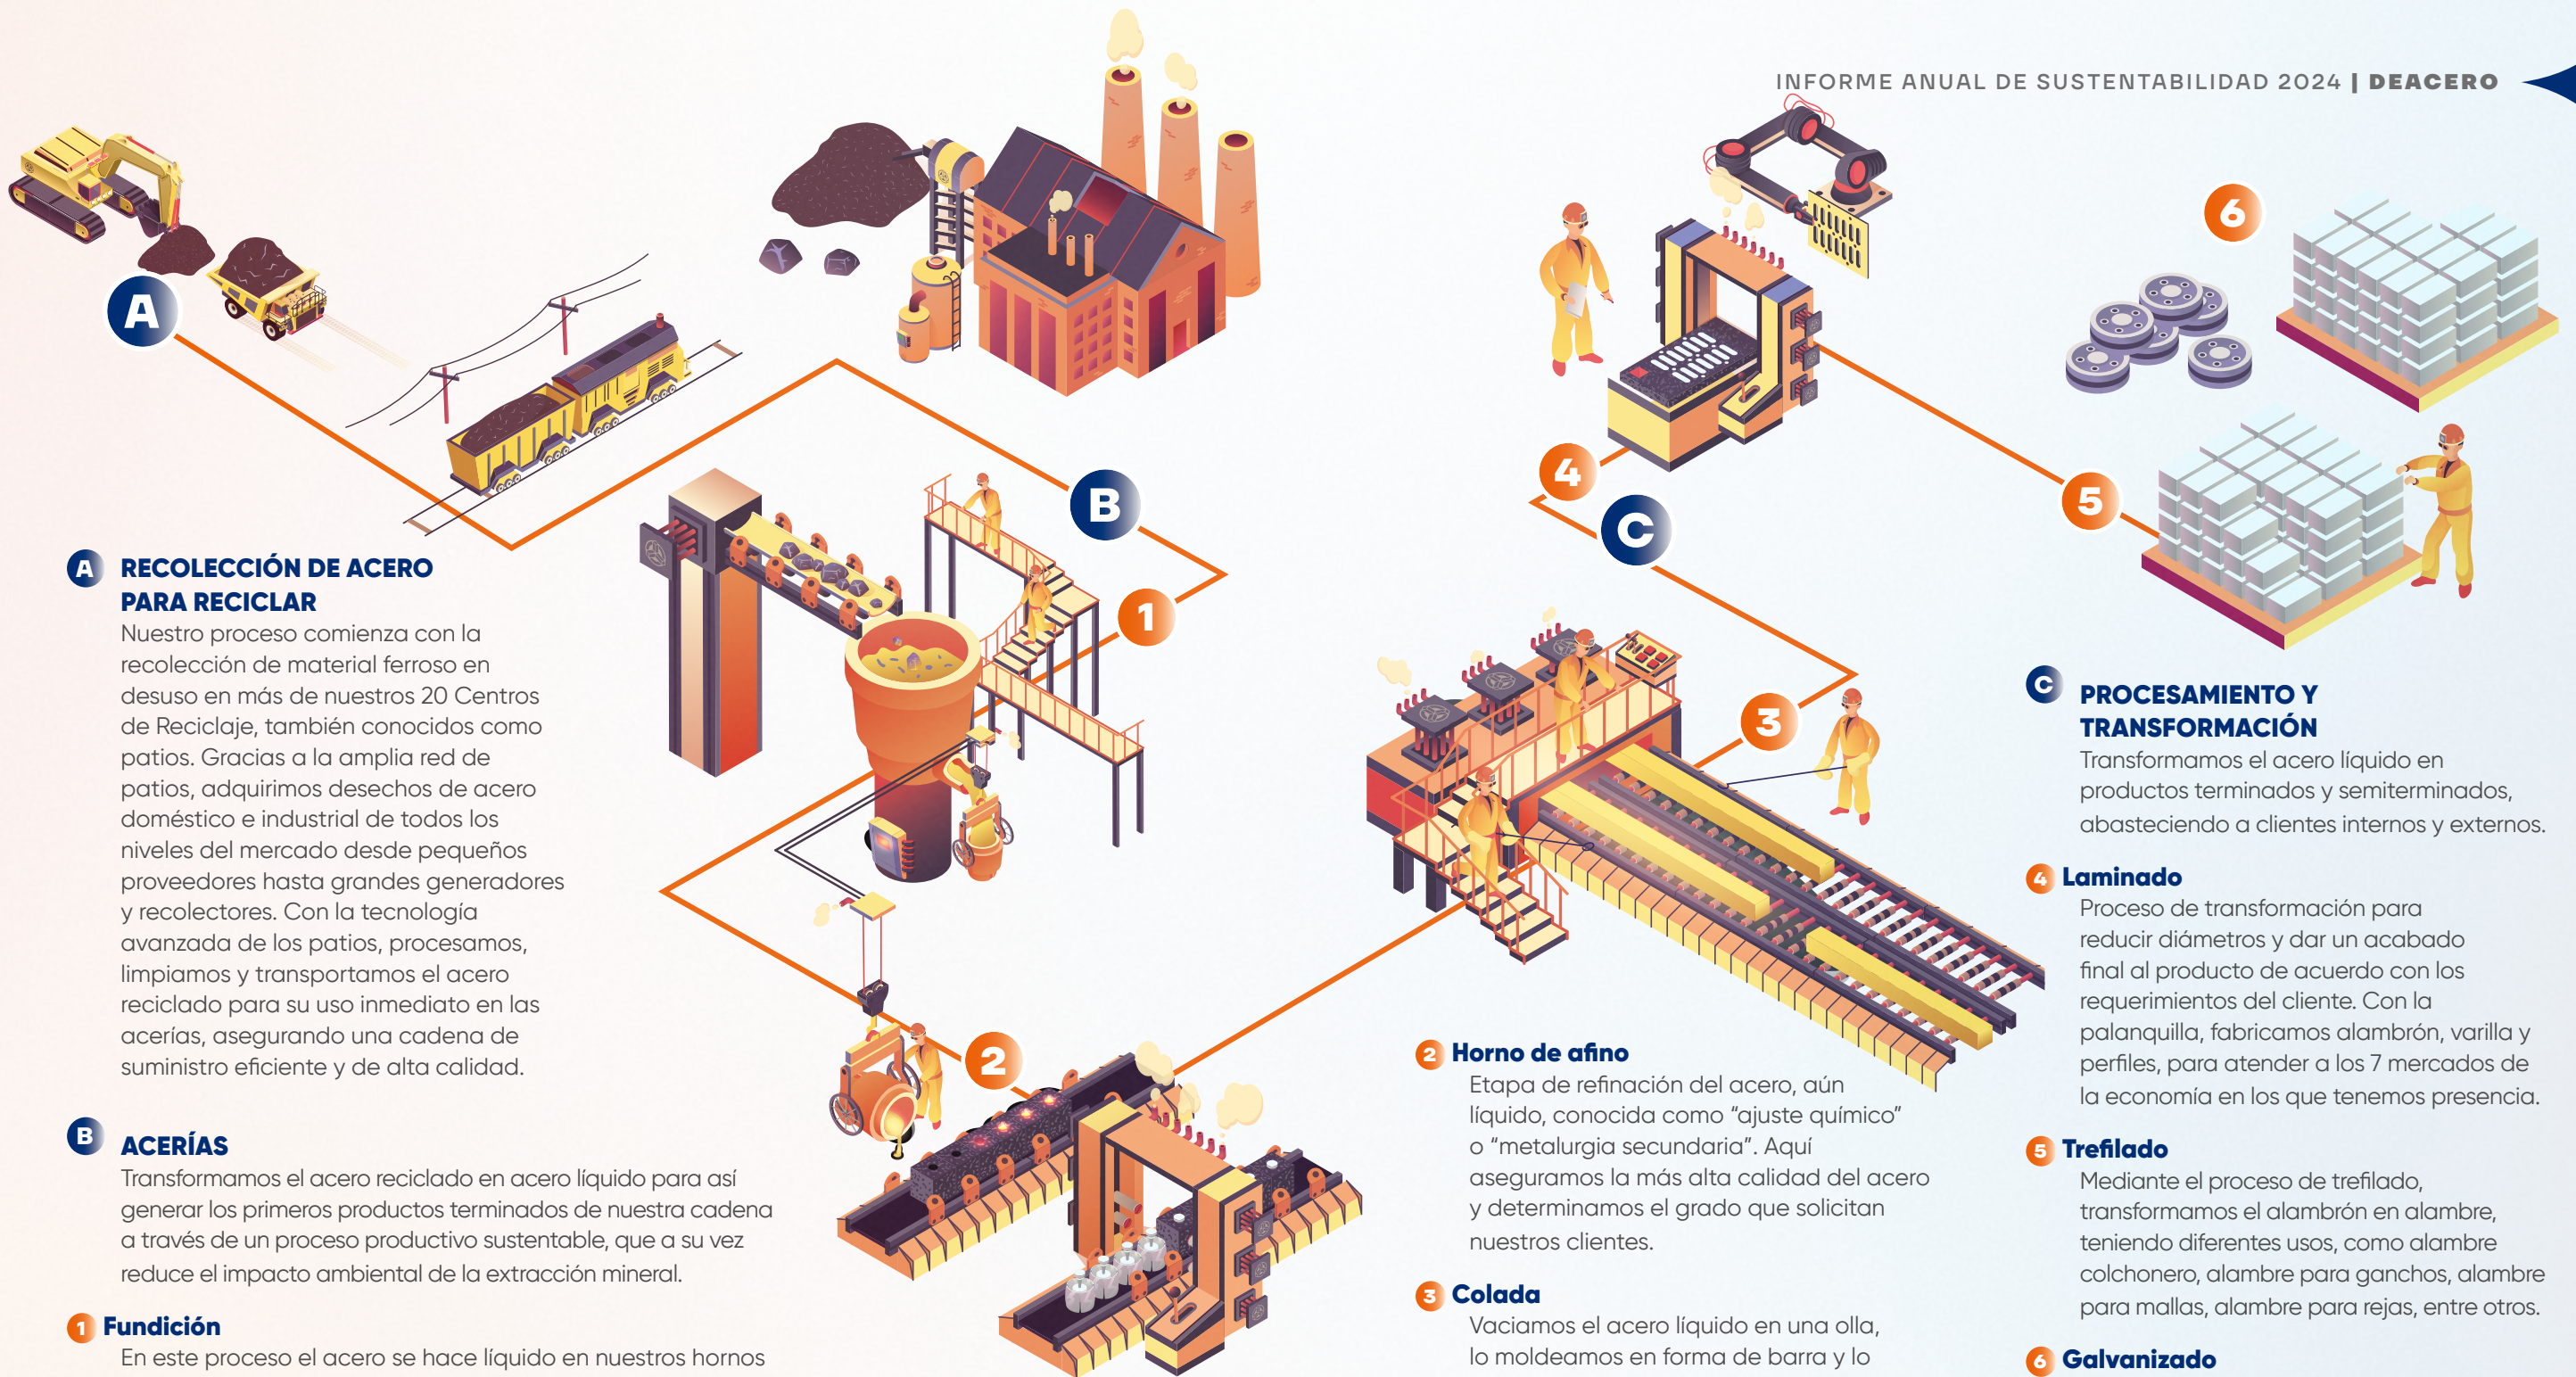 INFORME ANUAL DE SUSTENTABILIDAD 2024 | DEACERO
A
B
1
2
3
C
4
5
6
A RECOLECCIÓN DE ACERO
PARA RECICLAR
Nuestro proceso comienza con la
recolección de material ferroso en
desuso en más de nuestros 20 Centros
de Reciclaje, también conocidos como
patios. Gracias a la amplia red de
patios, adquirimos desechos de acero
doméstico e industrial de todos los
niveles del mercado desde pequeños
proveedores hasta grandes generadores
y recolectores. Con la tecnología
avanzada de los patios, procesamos,
limpiamos y transportamos el acero
reciclado para su uso inmediato en las
acerías, asegurando una cadena de
suministro eficiente y de alta calidad.
B ACERÍAS
Transformamos el acero reciclado en acero líquido para así
generar los primeros productos terminados de nuestra cadena
a través de un proceso productivo sustentable, que a su vez
reduce el impacto ambiental de la extracción mineral.
1 Fundición
En este proceso el acero se hace líquido en nuestros hornos
2 Horno de afino
Etapa de refinación del acero, aún
líquido, conocida como “ajuste químico”
o “metalurgia secundaria”. Aquí
aseguramos la más alta calidad del acero
y determinamos el grado que solicitan
nuestros clientes.
3 Colada
Vaciamos el acero líquido en una olla,
lo moldeamos en forma de barra y lo
C PROCESAMIENTO Y
TRANSFORMACIÓN
Transformamos el acero líquido en
productos terminados y semiterminados,
abasteciendo a clientes internos y externos.
4 Laminado
Proceso de transformación para
reducir diámetros y dar un acabado
final al producto de acuerdo con los
requerimientos del cliente. Con la
palanquilla, fabricamos alambrón, varilla y
perfiles, para atender a los 7 mercados de
la economía en los que tenemos presencia.
5 Trefilado
Mediante el proceso de trefilado,
transformamos el alambrón en alambre,
teniendo diferentes usos, como alambre
colchonero, alambre para ganchos, alambre
para mallas, alambre para rejas, entre otros.
6 Galvanizado